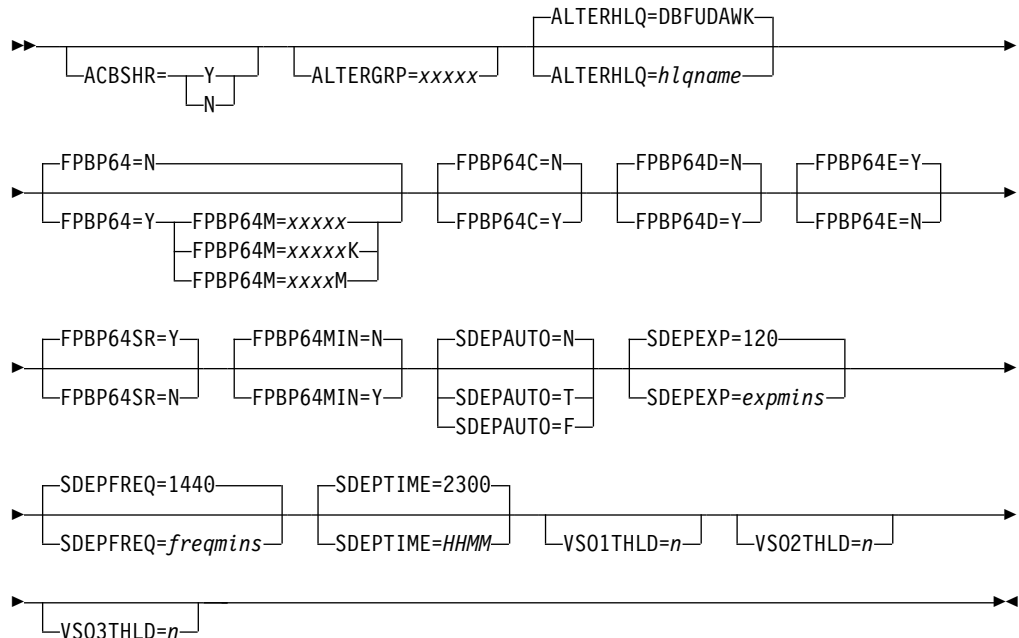 ALTERHLQ=DBFUDAWK
ACBSHR= Y ALTERGRP=xxxxx ALTERHLQ=hlqname
N
FPBP64=N FPBP64C=N FPBP64D=N FPBP64E=Y
FPBP64=Y FPBP64M=xxxxx FPBP64C=Y FPBP64D=Y FPBP64E=N
FPBP64M=xxxxxK
FPBP64M=xxxxM
FPBP64SR=Y FPBP64MIN=N SDEPAUTO=N SDEPEXP=120
FPBP64SR=N FPBP64MIN=Y SDEPAUTO=T SDEPEXP=expmins
SDEPAUTO=F
SDEPFREQ=1440 SDEPTIME=2300
SDEPFREQ=freqmins SDEPTIME=HHMM VSO1THLD=n VSO2THLD=n
VSO3THLD=n